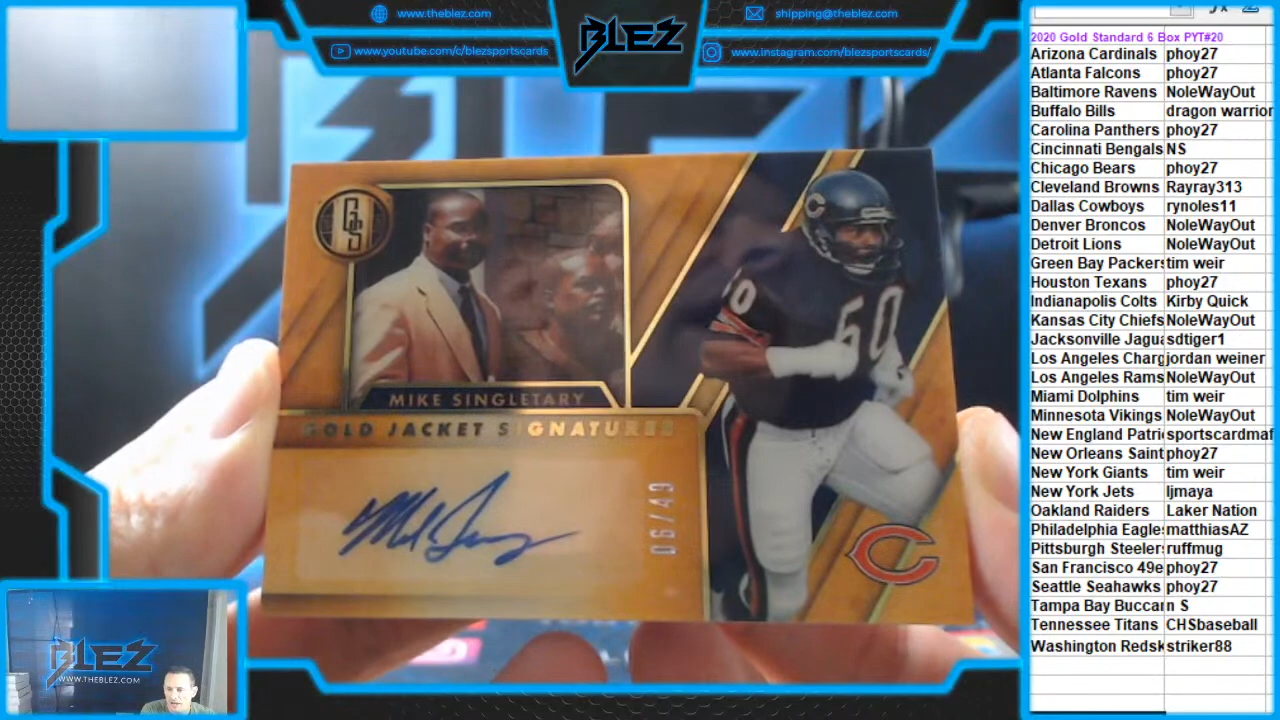 www.theblez.com
shipping@theblez.com
www.youtube.com/c/blezsportscards
www.instagram.com/blezsportscards/
BLEZ
GS
MIKE SINGLETARY
GOLD JACKET SIGNATURES
06/49
50
60
C
C
BLEZ
WWW.THEBLEZ.COM
2020 Gold Standard 6 Box PYT#20
Arizona Cardinals phoy27
Atlanta Falcons phoy27
Baltimore Ravens NoleWayOut
Buffalo Bills dragon warrior
Carolina Panthers phoy27
Cincinnati Bengals NS
Chicago Bears phoy27
Cleveland Browns Rayray313
Dallas Cowboys rynoles11
Denver Broncos NoleWayOut
Detroit Lions NoleWayOut
Green Bay Packers tim weir
Houston Texans phoy27
Indianapolis Colts Kirby Quick
Kansas City Chiefs NoleWayOut
Jacksonville Jagua sdtiger1
Los Angeles Charg jordan weiner
Los Angeles Rams NoleWayOut
Miami Dolphins tim weir
Minnesota Vikings NoleWayOut
New England Patri sportscardmaf
New Orleans Saint phoy27
New York Giants tim weir
New York Jets ljmaya
Oakland Raiders Laker Nation
Philadelphia Eagle matthiasAZ
Pittsburgh Steeler ruffmug
San Francisco 49e phoy27
Seattle Seahawks phoy27
Tampa Bay Buccan n S
Tennessee Titans CHSbaseball
Washington Redsk striker88